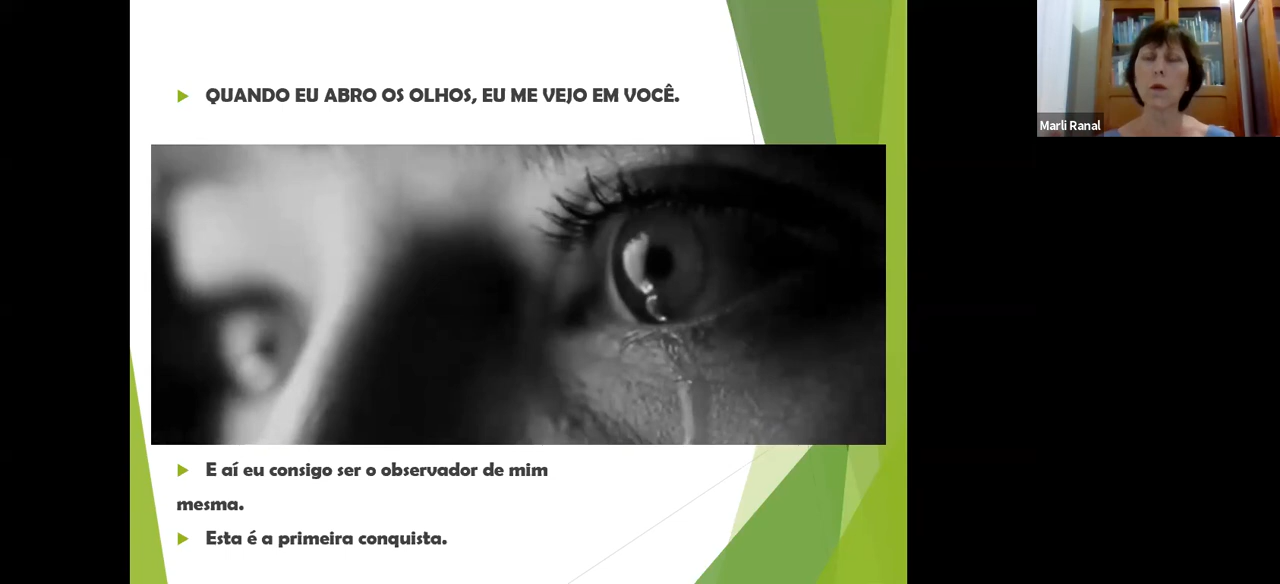 QUANDO EU ABRO OS OLHOS, EU ME VEJO EM VOCÊ.
Marli Ranal
E aí eu consigo ser o observador de mim
mesma.
Esta é a primeira conquista.